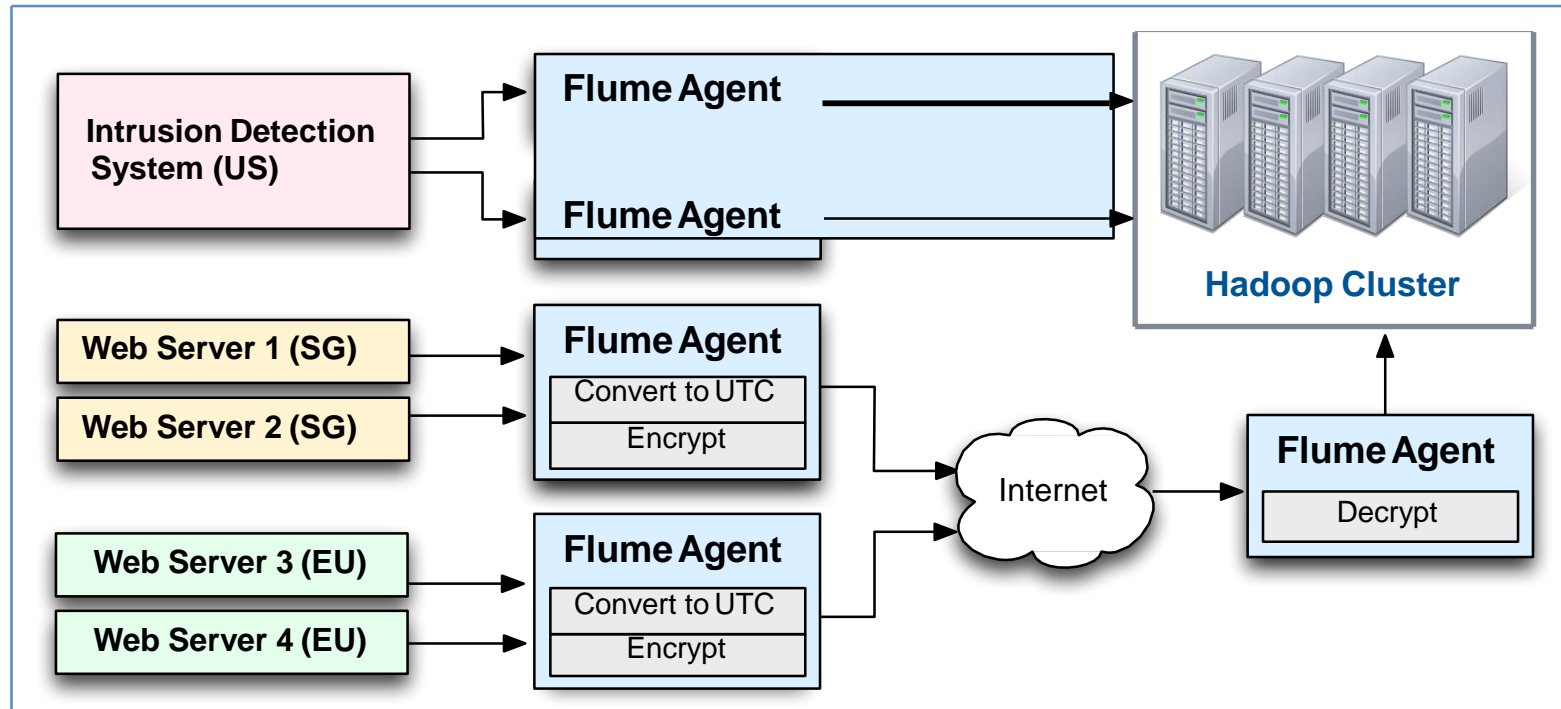 Intrusion Detection
System (US)
Flume Agent
Flume Agent
Hadoop Cluster
Web Server 1 (SG)
Web Server 2 (SG)
Flume Agent
Convert to UTC
Encrypt
Web Server 3 (EU)
Web Server 4 (EU)
Flume Agent
Convert to UTC
Encrypt
Internet
Flume Agent
Decrypt